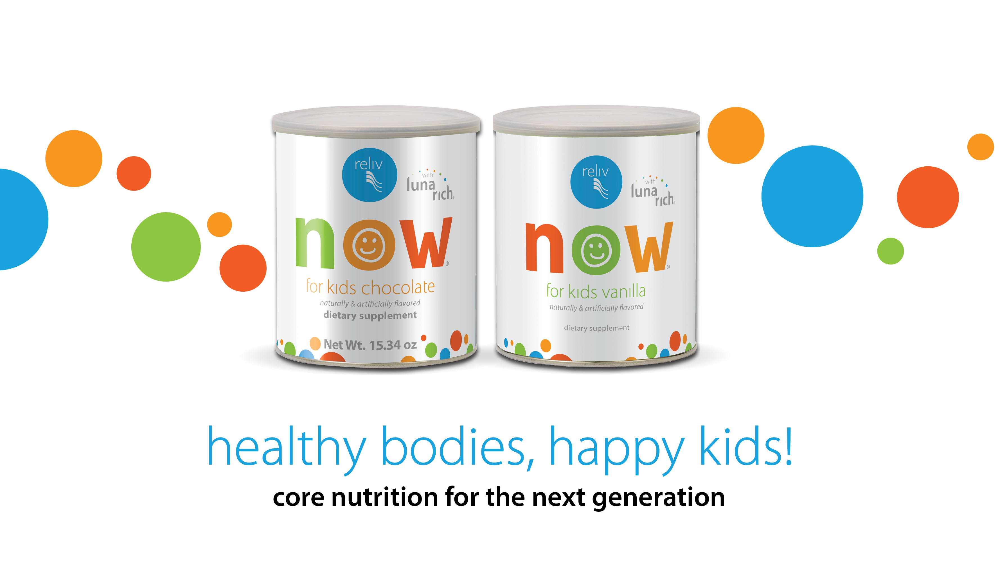 reliv
with
luna
rich®
now®
for kids chocolate
naturally & artificially flavored
dietary supplement
Net Wt. 15.34 oz
reliv
with
luna
rich®
now®
for kids vanilla
naturally & artificially flavored
dietary supplement
healthy bodies, happy kids!
core nutrition for the next generation